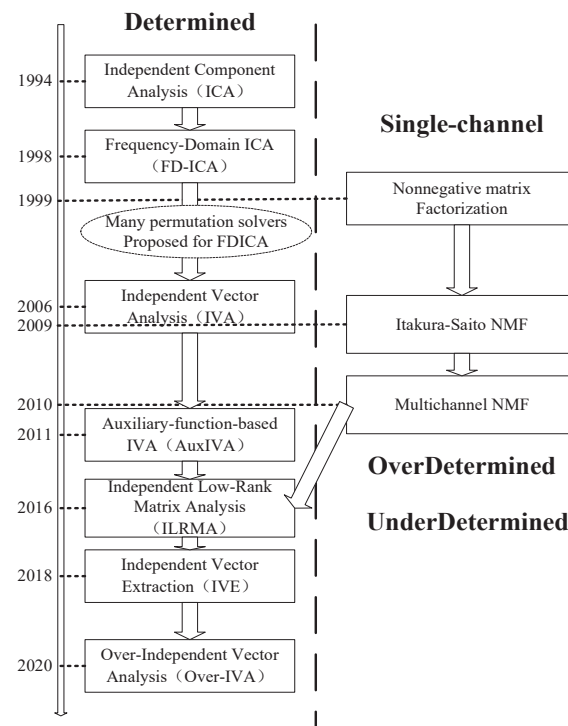 Determined
1994
Independent Component
Analysis (ICA)
1998
Frequency-Domain ICA
(FD-ICA)
1999
Many permutation solvers
Proposed for FDICA
2006
Independent Vector
Analysis (IVA)
2009
2010
2011
Auxiliary-function-based
IVA (AuxIVA)
2016
Independent Low-Rank
Matrix Analysis
(ILRMA)
2018
Independent Vector
Extraction (IVE)
2020
Over-Independent Vector
Analysis (Over-IVA)
Single-channel
Nonnegative matrix
Factorization
Itakura-Saito NMF
Multichannel NMF
OverDetermined
UnderDetermined